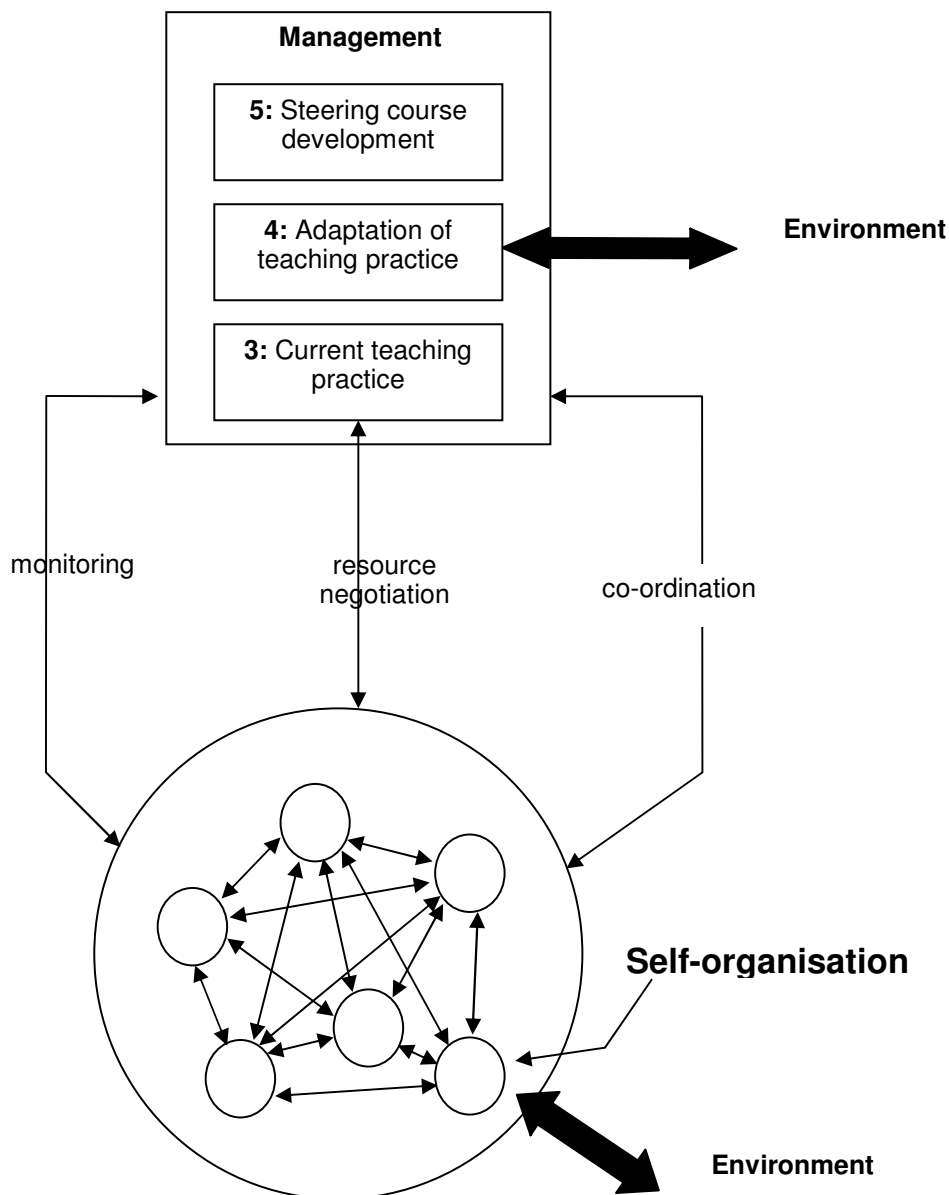 Management
5: Steering course
development
4: Adaptation of
teaching practice
Environment
3: Current teaching
practice
monitoring
resource
negotiation
co-ordination
Self-organisation
Environment